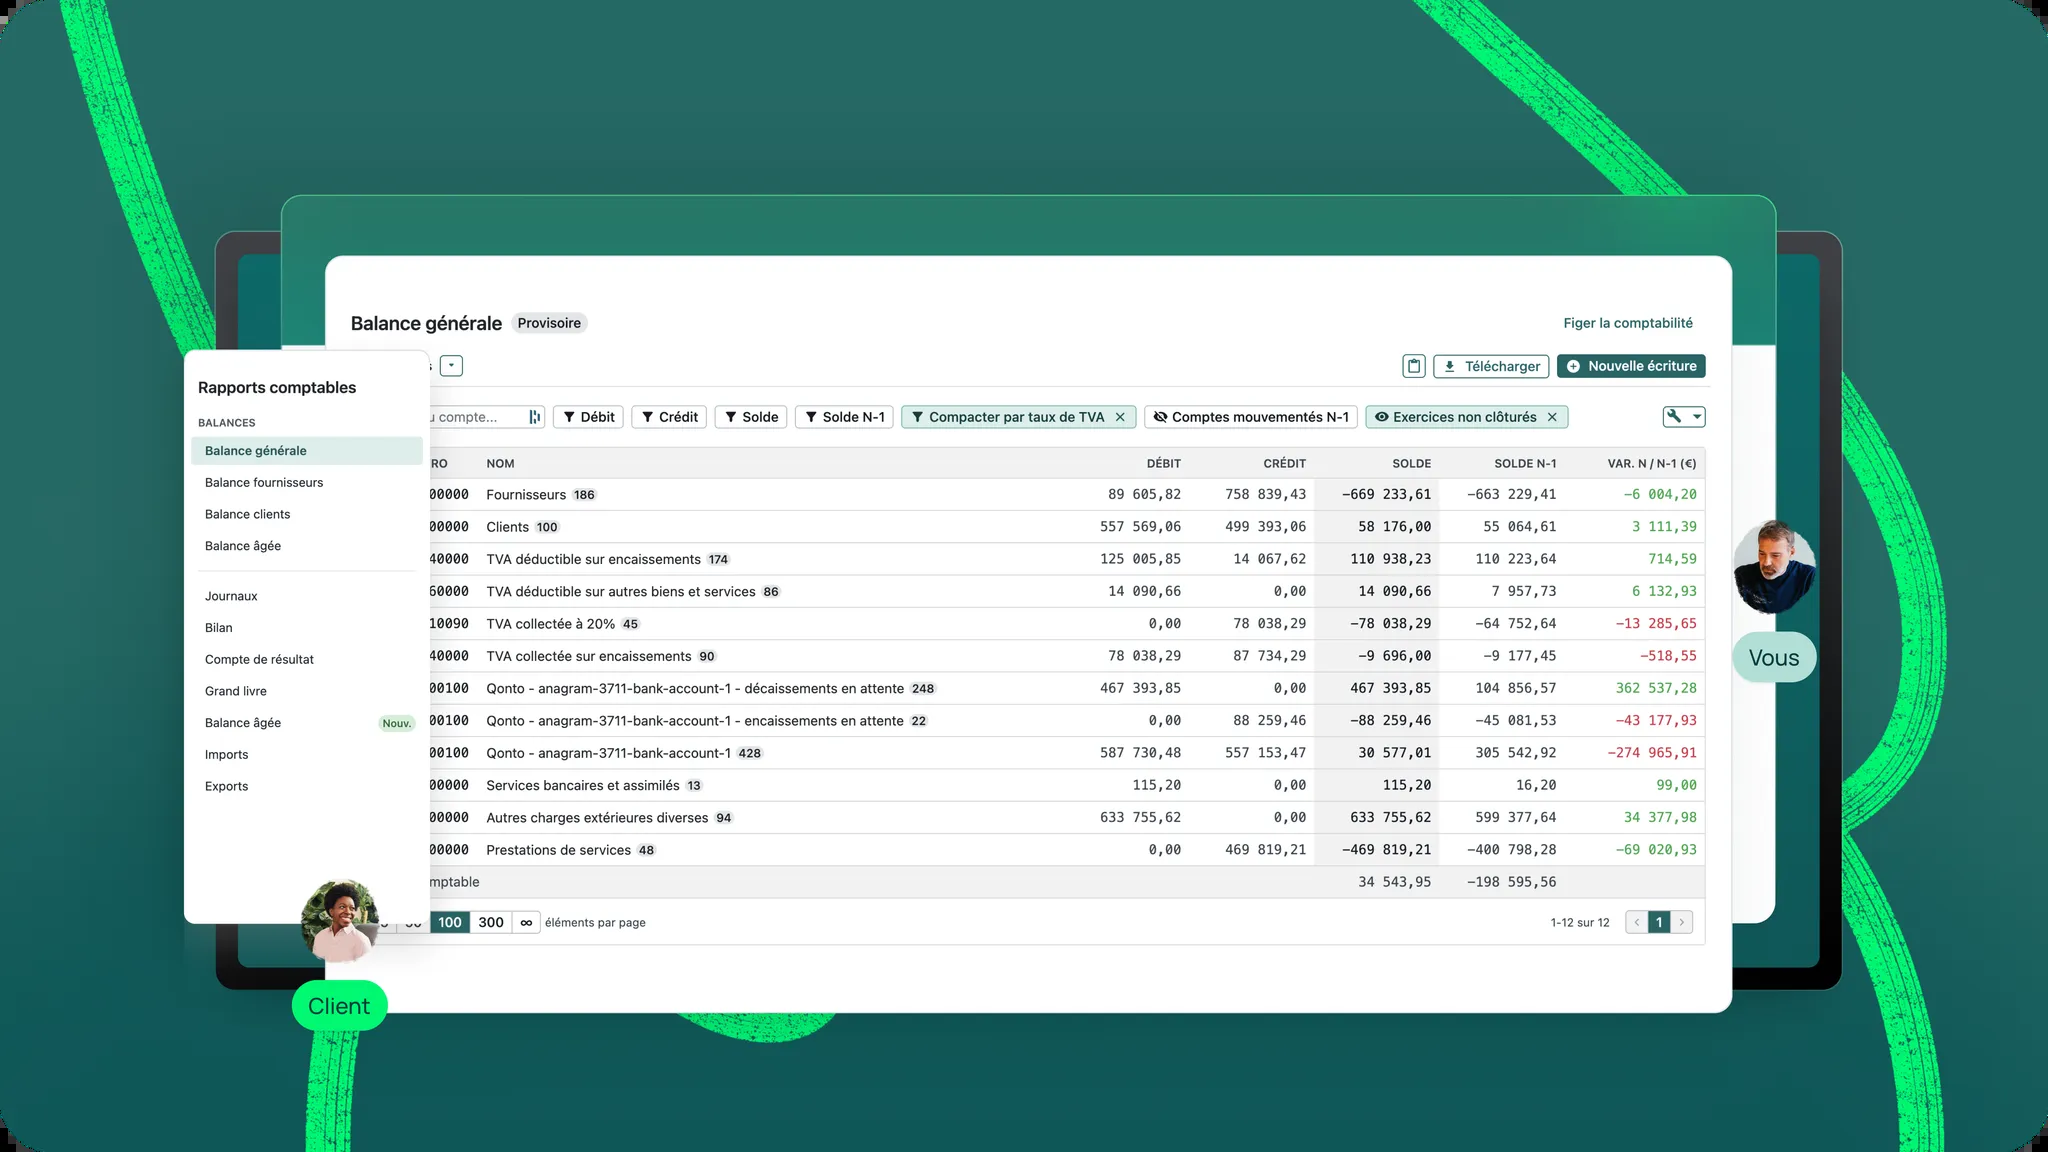 Balance générale Provisoire
Figer la comptabilité
Télécharger
Nouvelle écriture
Rapports comptables
BALANCES
Balance générale
Balance fournisseurs
Balance clients
Balance âgée
Journaux
Bilan
Compte de résultat
Grand livre
Balance âgée Nouv.
Imports
Exports
compte... Débit Crédit Solde Solde N-1 Compacter par taux de TVA Comptes mouvementés N-1 Exercices non clôturés
RO NOM DÉBIT CRÉDIT SOLDE SOLDE N-1 VAR. N / N-1 (€)
00000 Fournisseurs 186 89 605,82 758 839,43 −669 233,61 −663 229,41 −6 004,20
00000 Clients 100 557 569,06 499 393,06 58 176,00 55 064,61 3 111,39
40000 TVA déductible sur encaissements 174 125 005,85 14 067,62 110 938,23 110 223,64 714,59
60000 TVA déductible sur autres biens et services 86 14 090,66 0,00 14 090,66 7 957,73 6 132,93
10090 TVA collectée à 20% 45 0,00 78 038,29 −78 038,29 −64 752,64 −13 285,65
40000 TVA collectée sur encaissements 90 78 038,29 87 734,29 −9 696,00 −9 177,45 −518,55
00100 Qonto - anagram-3711-bank-account-1 - décaissements en attente 248 467 393,85 0,00 467 393,85 104 856,57 362 537,28
00100 Qonto - anagram-3711-bank-account-1 - encaissements en attente 22 0,00 88 259,46 −88 259,46 −45 081,53 −43 177,93
00100 Qonto - anagram-3711-bank-account-1 428 587 730,48 557 153,47 30 577,01 305 542,92 −274 965,91
00000 Services bancaires et assimilés 13 115,20 0,00 115,20 16,20 99,00
00000 Autres charges extérieures diverses 94 633 755,62 0,00 633 755,62 599 377,64 34 377,98
00000 Prestations de services 48 0,00 469 819,21 −469 819,21 −400 798,28 −69 020,93
mptable 34 543,95 −198 595,56
100 300 ∞ éléments par page
1-12 sur 12 1
Vous
Client